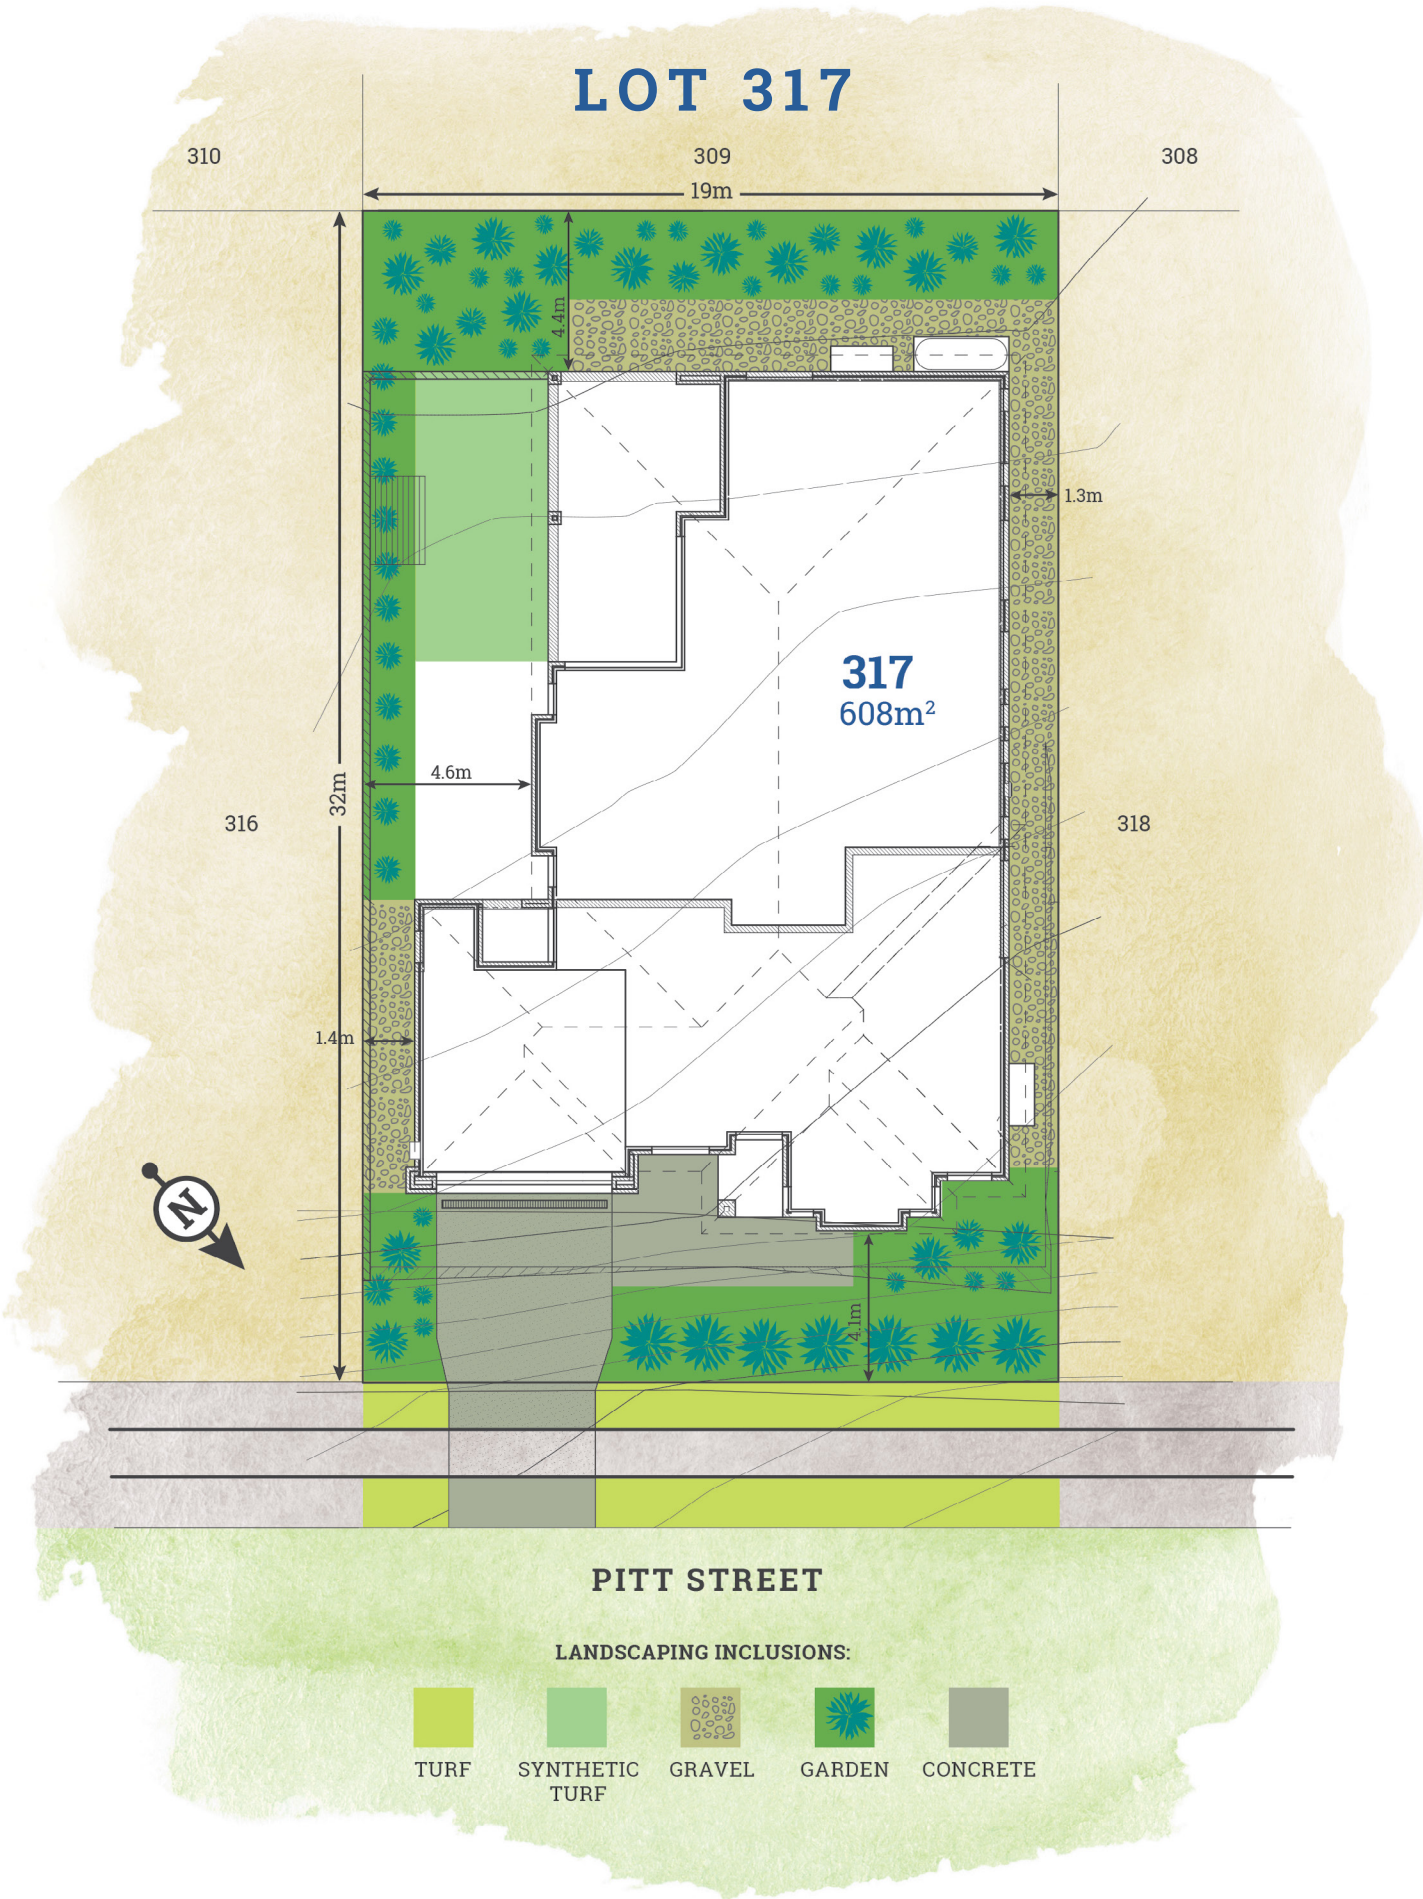 LOT 317
310
309
308
19m
4.4m
1.3m
317
608m²
4.6m
32m
316
318
1.4m
N
4.1m
PITT STREET
LANDSCAPING INCLUSIONS:
TURF
SYNTHETIC
TURF
GRAVEL
GARDEN
CONCRETE